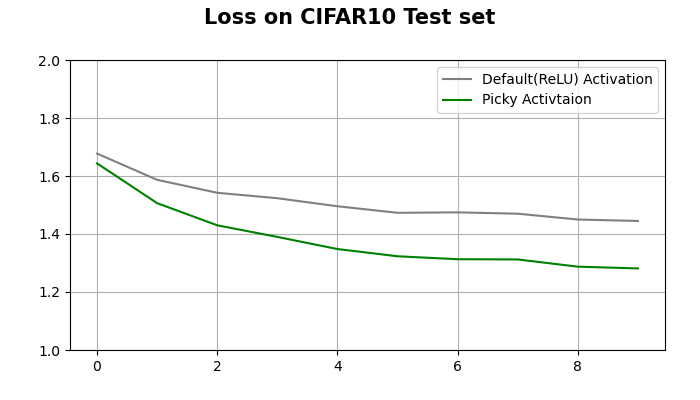 Loss on CIFAR10 Test set
2.0
Default(ReLU) Activation
Picky Activtaion
1.8
1.6
1.4
1.2
1.0
0 2 4 6 8